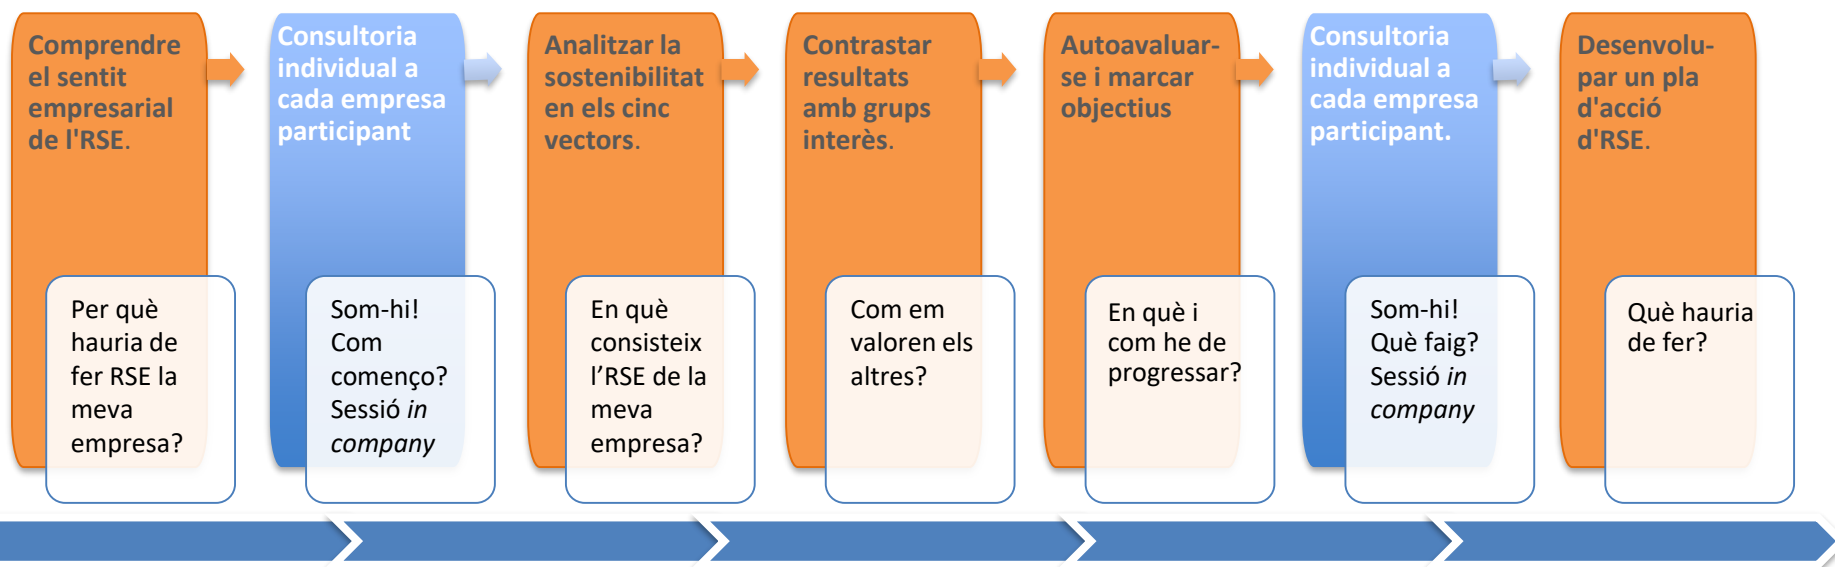 Comprendre
el sentit
empresarial
de l'RSE.
Per què
hauria de
fer RSE la
meva
empresa?
Consultoria
individual a
cada empresa
participant
Som-hi!
Com
començo?
Sessió in
company
Analitzar la
sostenibilitat
en els cinc
vectors.
En què
consisteix
l’RSE de la
meva
empresa?
Contrastar
resultats
amb grups
interès.
Com em
valoren els
altres?
Autoavaluar-
se i marcar
objectius
En què i
com he de
progressar?
Consultoria
individual a
cada empresa
participant.
Som-hi!
Què faig?
Sessió in
company
Desenvolu-
par un pla
d'acció
d'RSE.
Què hauria
de fer?